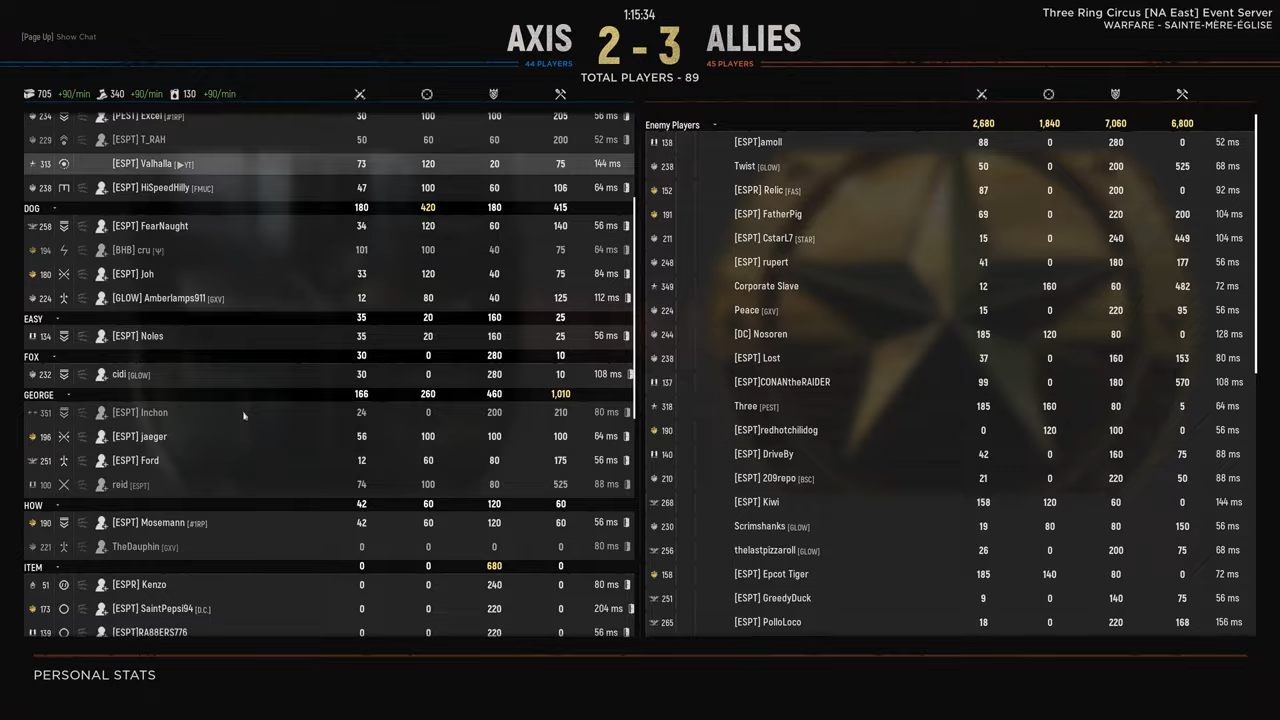 1:15:34
Three Ring Circus [NA East] Event Server
WARFARE - SAINTE-MÈRE-ÉGLISE
[Page Up] Show Chat
AXIS 2 - 3 ALLIES
44 PLAYERS 45 PLAYERS
TOTAL PLAYERS - 89
705 +90/min 340 +90/min 130 +90/min
234 [PEST] Excel [#1RP] 30 100 100 205 56 ms
229 [ESPT] T_RAH 52 60 60 200 52 ms
313 [ESPT] Valhalla [▶YT] 73 120 20 75 144 ms
238 [ESPT] HiSpeedHilly [FMUC] 47 100 60 106 64 ms
DOG - 180 420 180 415
258 [ESPT] FearNaught 34 120 60 140 56 ms
194 [BHB] cru [Ψ] 101 100 40 75 64 ms
180 [ESPT] Joh 33 120 40 75 84 ms
224 [GLOW] Amberlamps911 [GXV] 12 80 40 125 112 ms
EASY - 35 20 160 25
134 [ESPT] Noles 35 20 160 25 56 ms
FOX - 30 0 280 10
232 cidi [GLOW] 30 0 280 10 108 ms
GEORGE - 166 260 460 1,010
351 [ESPT] Inchon 24 0 200 210 80 ms
196 [ESPT] jaeger 56 100 100 100 64 ms
251 [ESPT] Ford 12 60 80 175 56 ms
100 reid [ESPT] 74 100 80 525 88 ms
HOW - 42 60 120 60
190 [ESPT] Mosemann [#1RP] 42 60 120 60 56 ms
221 TheDauphin [GXV] 0 0 0 0 80 ms
ITEM - 0 0 680 0
51 [ESPR] Kenzo 0 0 240 0 80 ms
173 [ESPT] SaintPepsi94 [D.C.] 0 0 220 0 204 ms
139 [ESPT]RA88ERS776 0 0 220 0 56 ms
Enemy Players - 2,680 1,840 7,060 6,800
138 [ESPT]amoll 88 0 280 0 52 ms
238 Twist [GLOW] 50 0 200 525 68 ms
152 [ESPR] Relic [FAS] 87 0 200 0 92 ms
191 [ESPT] FatherPig 69 0 220 200 104 ms
211 [ESPT] CstarL7 [STAR] 15 0 240 449 104 ms
248 [ESPT] rupert 41 0 180 177 56 ms
349 Corporate Slave 12 160 60 482 72 ms
224 Peace [GXV] 15 0 220 95 56 ms
244 [DC] Nosoren 185 120 80 0 128 ms
238 [ESPT] Lost 37 0 160 153 80 ms
137 [ESPT]CONANtheRAIDER 99 0 180 570 108 ms
318 Three [PEST] 185 160 80 5 64 ms
190 [ESPT]redhotchilidog 0 120 100 0 56 ms
140 [ESPT] DriveBy 42 0 160 75 88 ms
210 [ESPT] 209repo [BSC] 21 0 220 50 88 ms
268 [ESPT] Kiwi 158 120 60 0 144 ms
230 Scrimshanks [GLOW] 19 80 80 150 56 ms
256 thelastpizzaroll [GLOW] 26 0 200 75 68 ms
158 [ESPT] Epcot Tiger 185 140 80 0 72 ms
251 [ESPT] GreedyDuck 9 0 140 75 56 ms
265 [ESPT] PolloLoco 18 0 220 168 156 ms
PERSONAL STATS